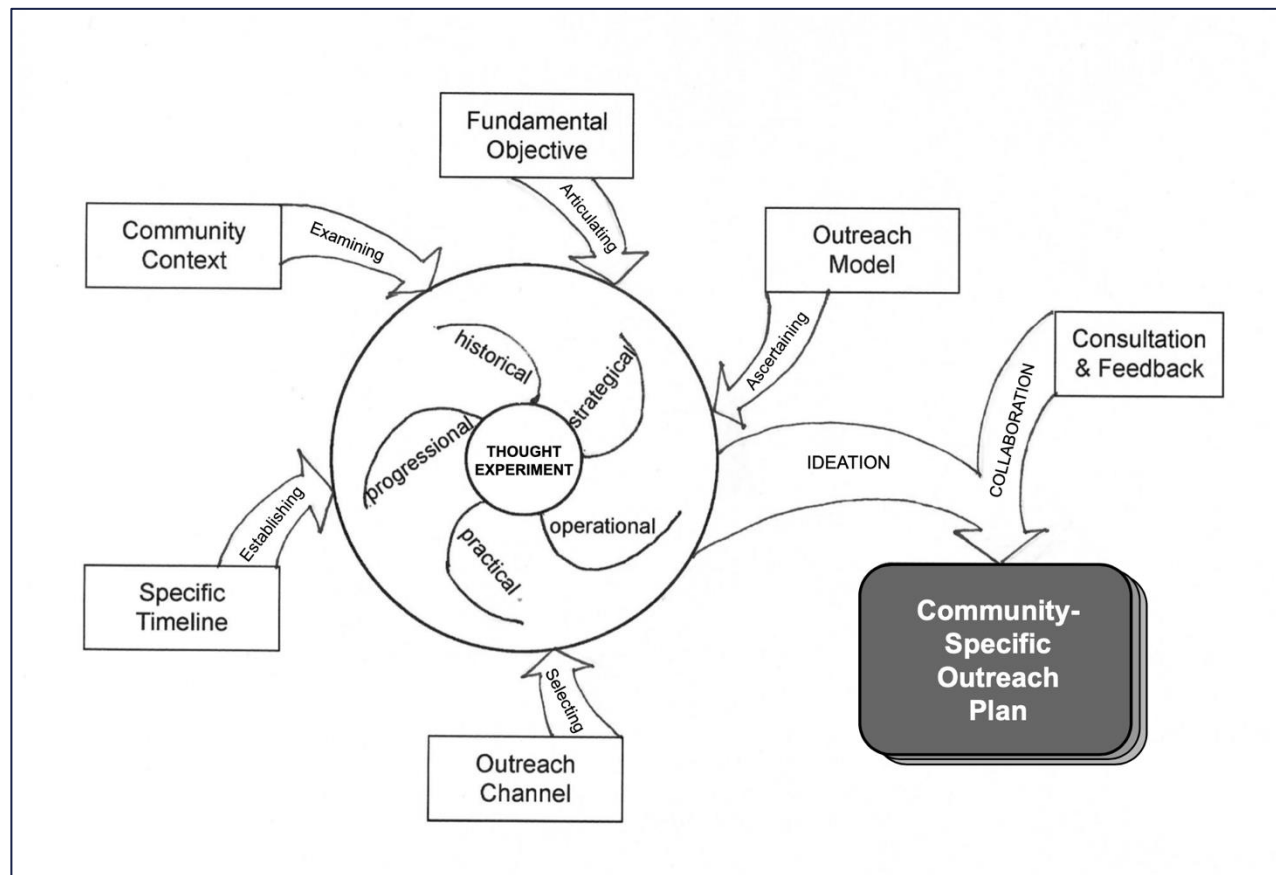 Fundamental
Objective
Articulating
Community
Context
Examining
Outreach
Model
Ascertaining
Consultation
& Feedback
COLLABORATION
historical
strategical
progressional
THOUGHT
EXPERIMENT
operational
practical
IDEATION
Establishing
Specific
Timeline
Selecting
Outreach
Channel
Community-
Specific
Outreach
Plan